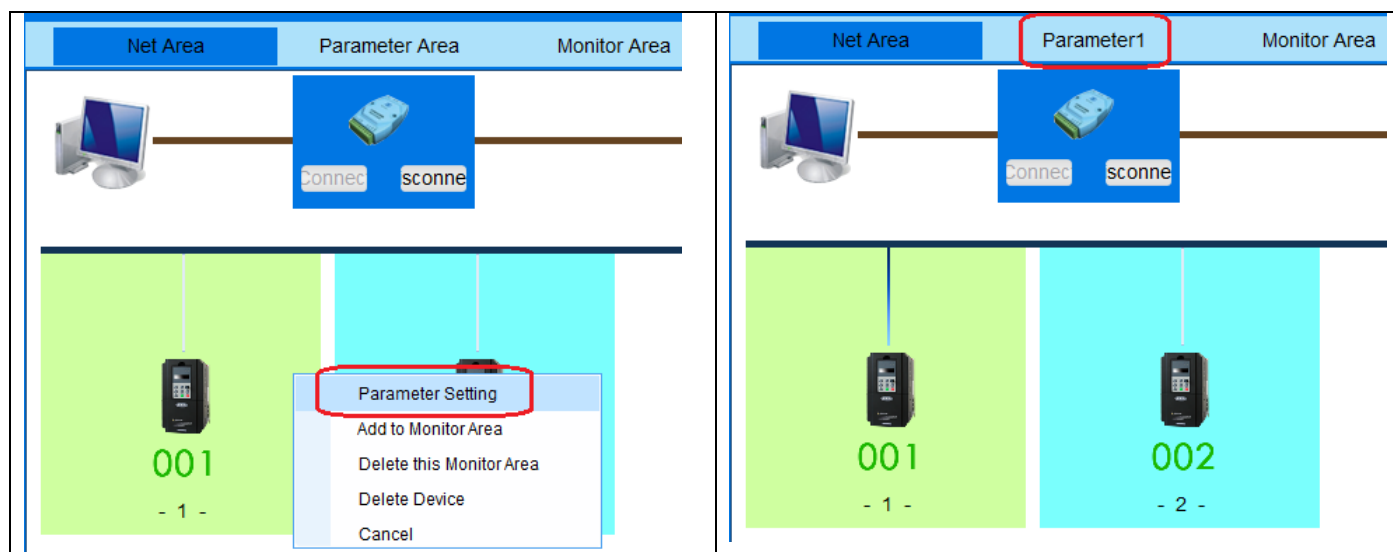 Net Area Parameter Area Monitor Area
Connec sconne
001
- 1 -
Parameter Setting
Add to Monitor Area
Delete this Monitor Area
Delete Device
Cancel
Net Area Parameter1 Monitor Area
Connec sconne
001 002
- 1 - - 2 -